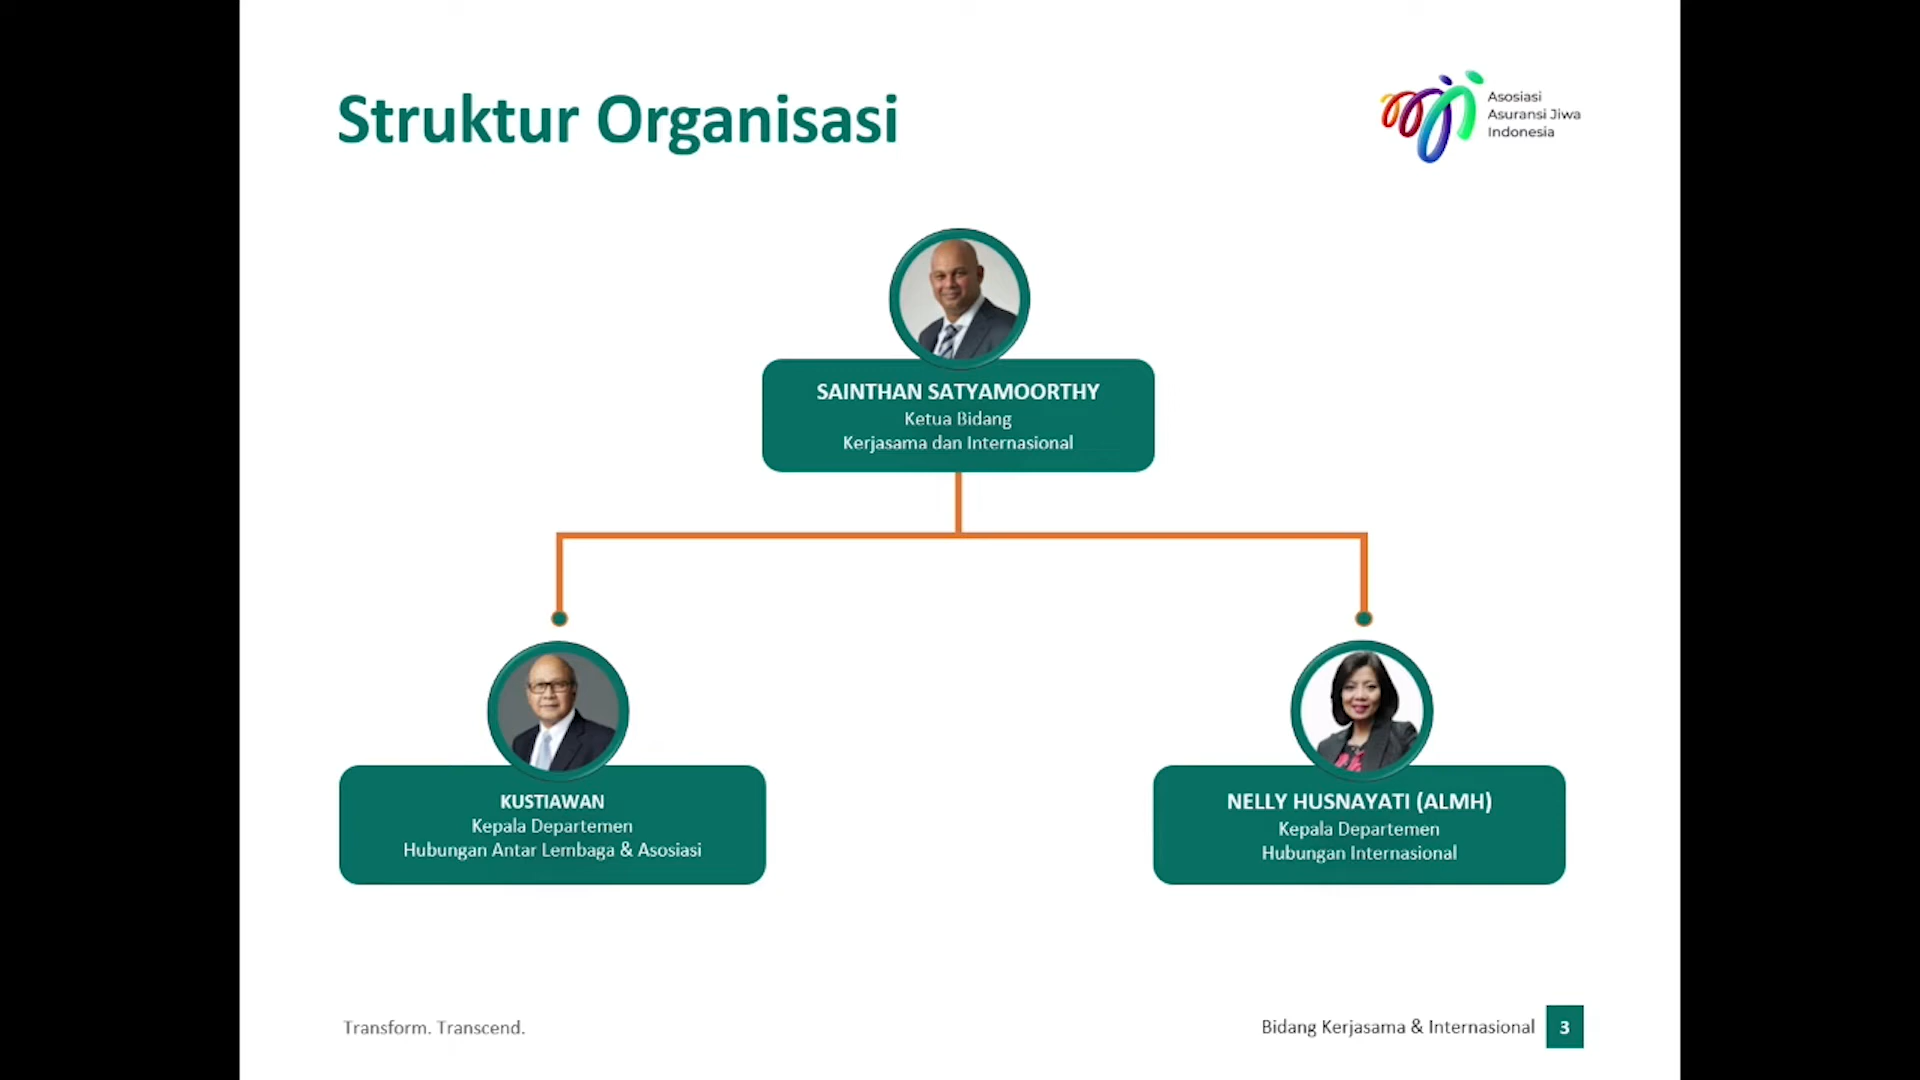 Struktur Organisasi
Asosiasi
Asuransi Jiwa
Indonesia
SAINTHAN SATYAMOORTHY
Ketua Bidang
Kerjasama dan Internasional
KUSTIAWAN
Kepala Departemen
Hubungan Antar Lembaga & Asosiasi
NELLY HUSNAYATI (ALMH)
Kepala Departemen
Hubungan Internasional
Transform. Transcend.
Bidang Kerjasama & Internasional
3